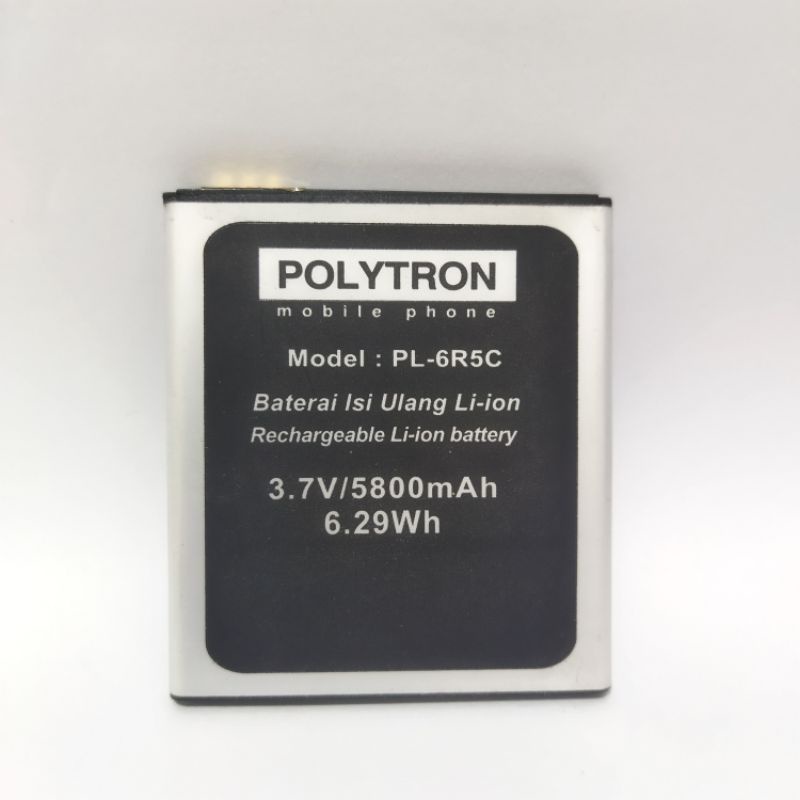 POLYTRON
mobile phone
Model : PL-6R5C
Baterai Isi Ulang Li-ion
Rechargeable Li-ion battery
3.7V/5800mAh
6.29Wh